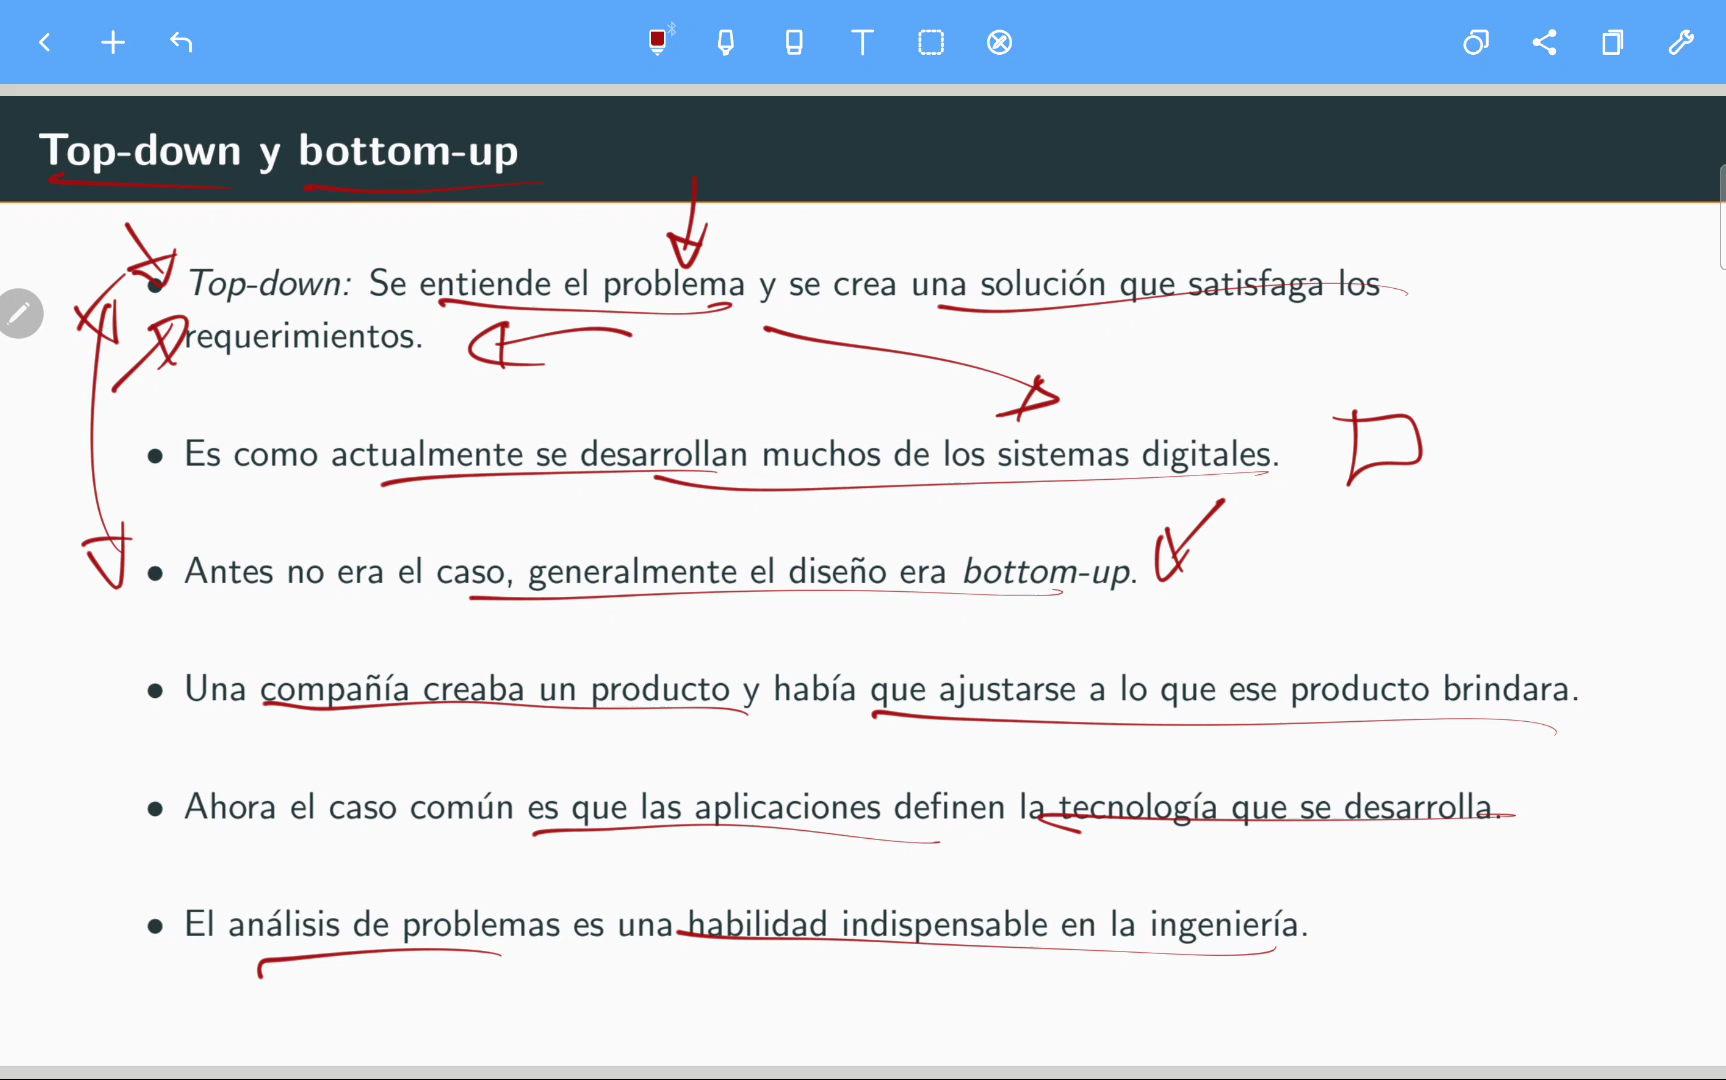 Top-down y bottom-up
• Top-down: Se entiende el problema y se crea una solución que satisfaga los
requerimientos.
• Es como actualmente se desarrollan muchos de los sistemas digitales.
• Antes no era el caso, generalmente el diseño era bottom-up.
• Una compañía creaba un producto y había que ajustarse a lo que ese producto brindara.
• Ahora el caso común es que las aplicaciones definen la tecnología que se desarrolla.
• El análisis de problemas es una habilidad indispensable en la ingeniería.